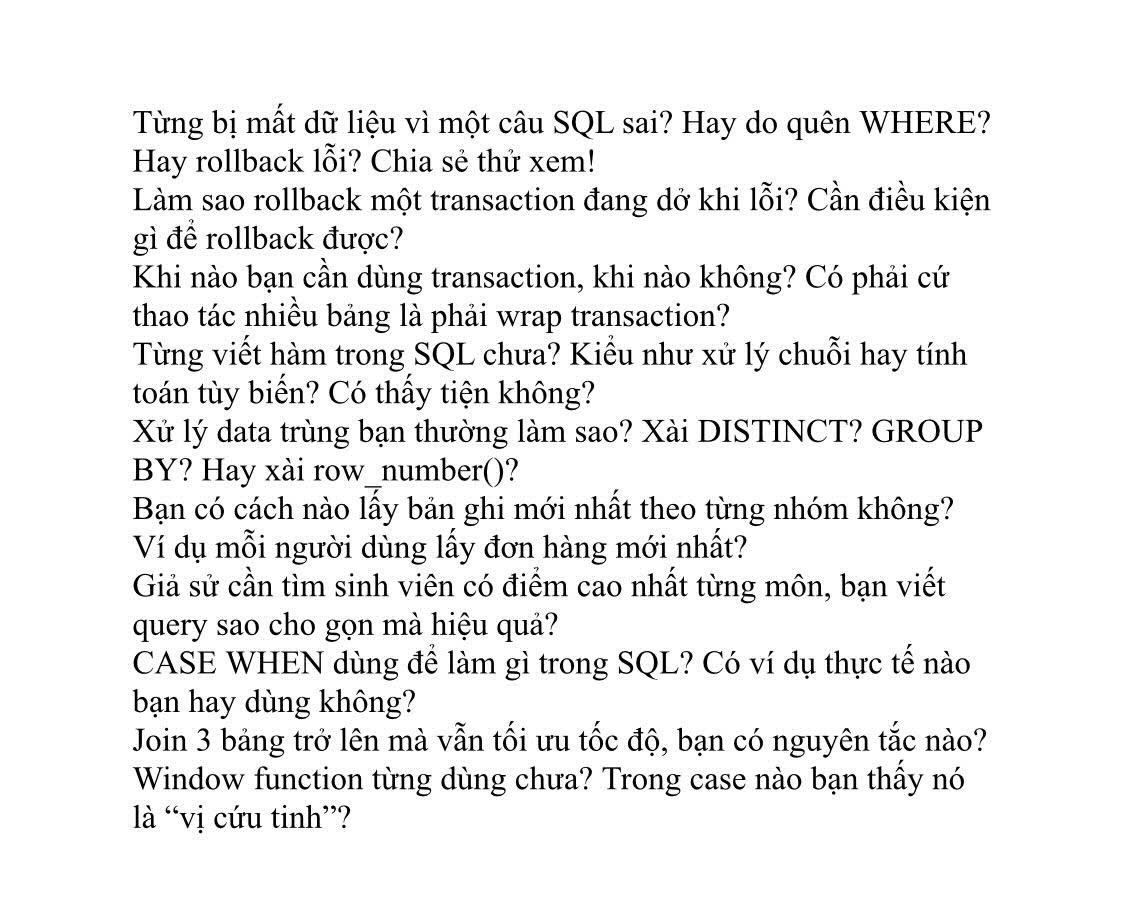 Từng bị mất dữ liệu vì một câu SQL sai? Hay do quên WHERE?
Hay rollback lỗi? Chia sẻ thử xem!
Làm sao rollback một transaction đang dở khi lỗi? Cần điều kiện
gì để rollback được?
Khi nào bạn cần dùng transaction, khi nào không? Có phải cứ
thao tác nhiều bảng là phải wrap transaction?
Từng viết hàm trong SQL chưa? Kiểu như xử lý chuỗi hay tính
toán tùy biến? Có thấy tiện không?
Xử lý data trùng bạn thường làm sao? Xài DISTINCT? GROUP
BY? Hay xài row_number()?
Bạn có cách nào lấy bản ghi mới nhất theo từng nhóm không?
Ví dụ mỗi người dùng lấy đơn hàng mới nhất?
Giả sử cần tìm sinh viên có điểm cao nhất từng môn, bạn viết
query sao cho gọn mà hiệu quả?
CASE WHEN dùng để làm gì trong SQL? Có ví dụ thực tế nào
bạn hay dùng không?
Join 3 bảng trở lên mà vẫn tối ưu tốc độ, bạn có nguyên tắc nào?
Window function từng dùng chưa? Trong case nào bạn thấy nó
là “vị cứu tinh”?